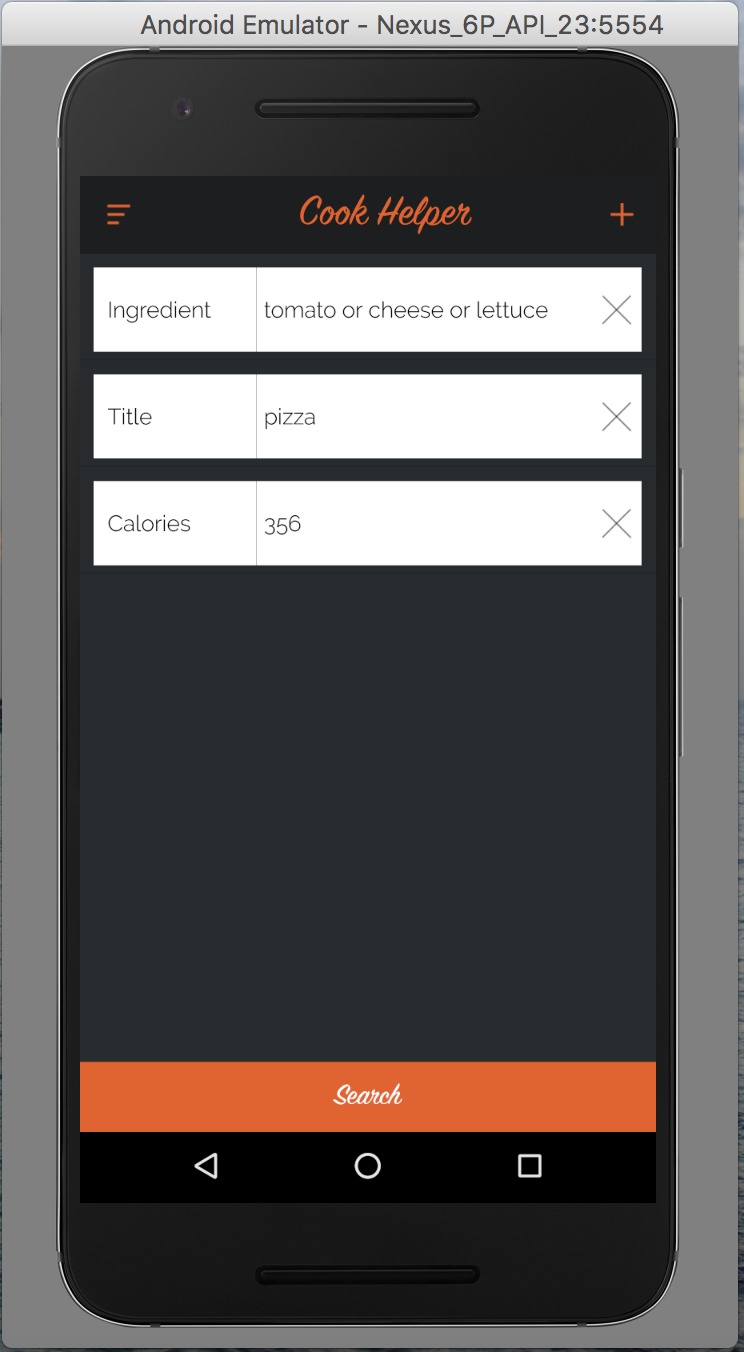 Android Emulator - Nexus_6P_API_23:5554
Cook Helper
Ingredient tomato or cheese or lettuce
Title pizza
Calories 356
Search